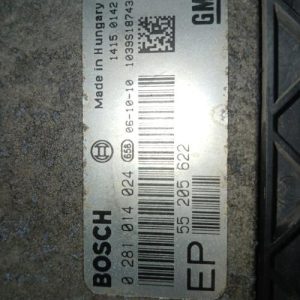 BOSCH
0 281 014 024
EP
55 205 622
658
06-10-10
Made in Hungary
1415 0142
1039S18743
GM